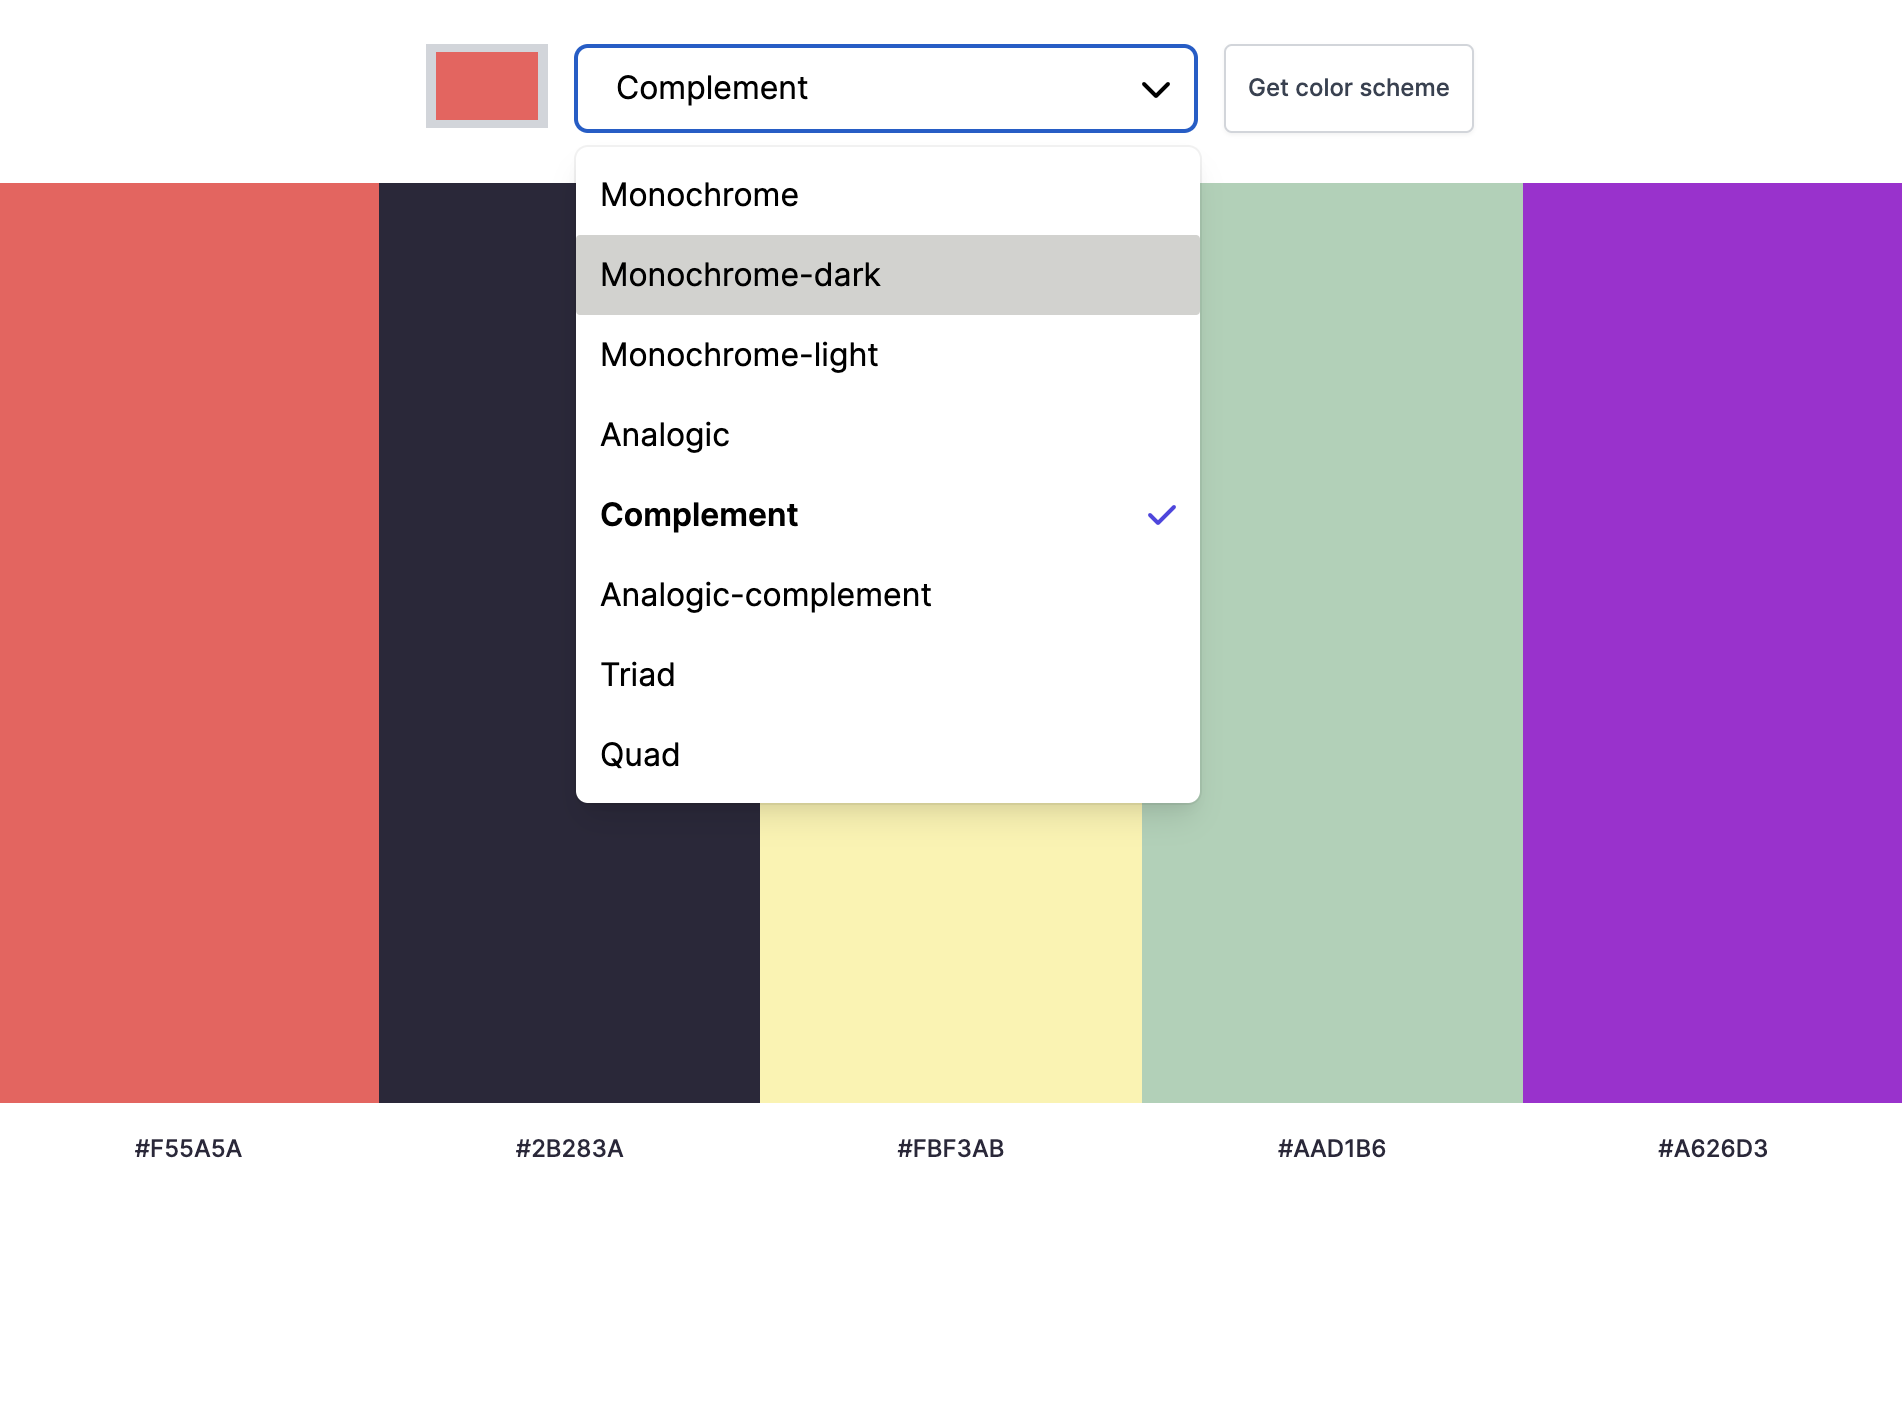 Complement
Get color scheme
Monochrome
Monochrome-dark
Monochrome-light
Analogic
Complement
Analogic-complement
Triad
Quad
#F55A5A
#2B283A
#FBF3AB
#AAD1B6
#A626D3